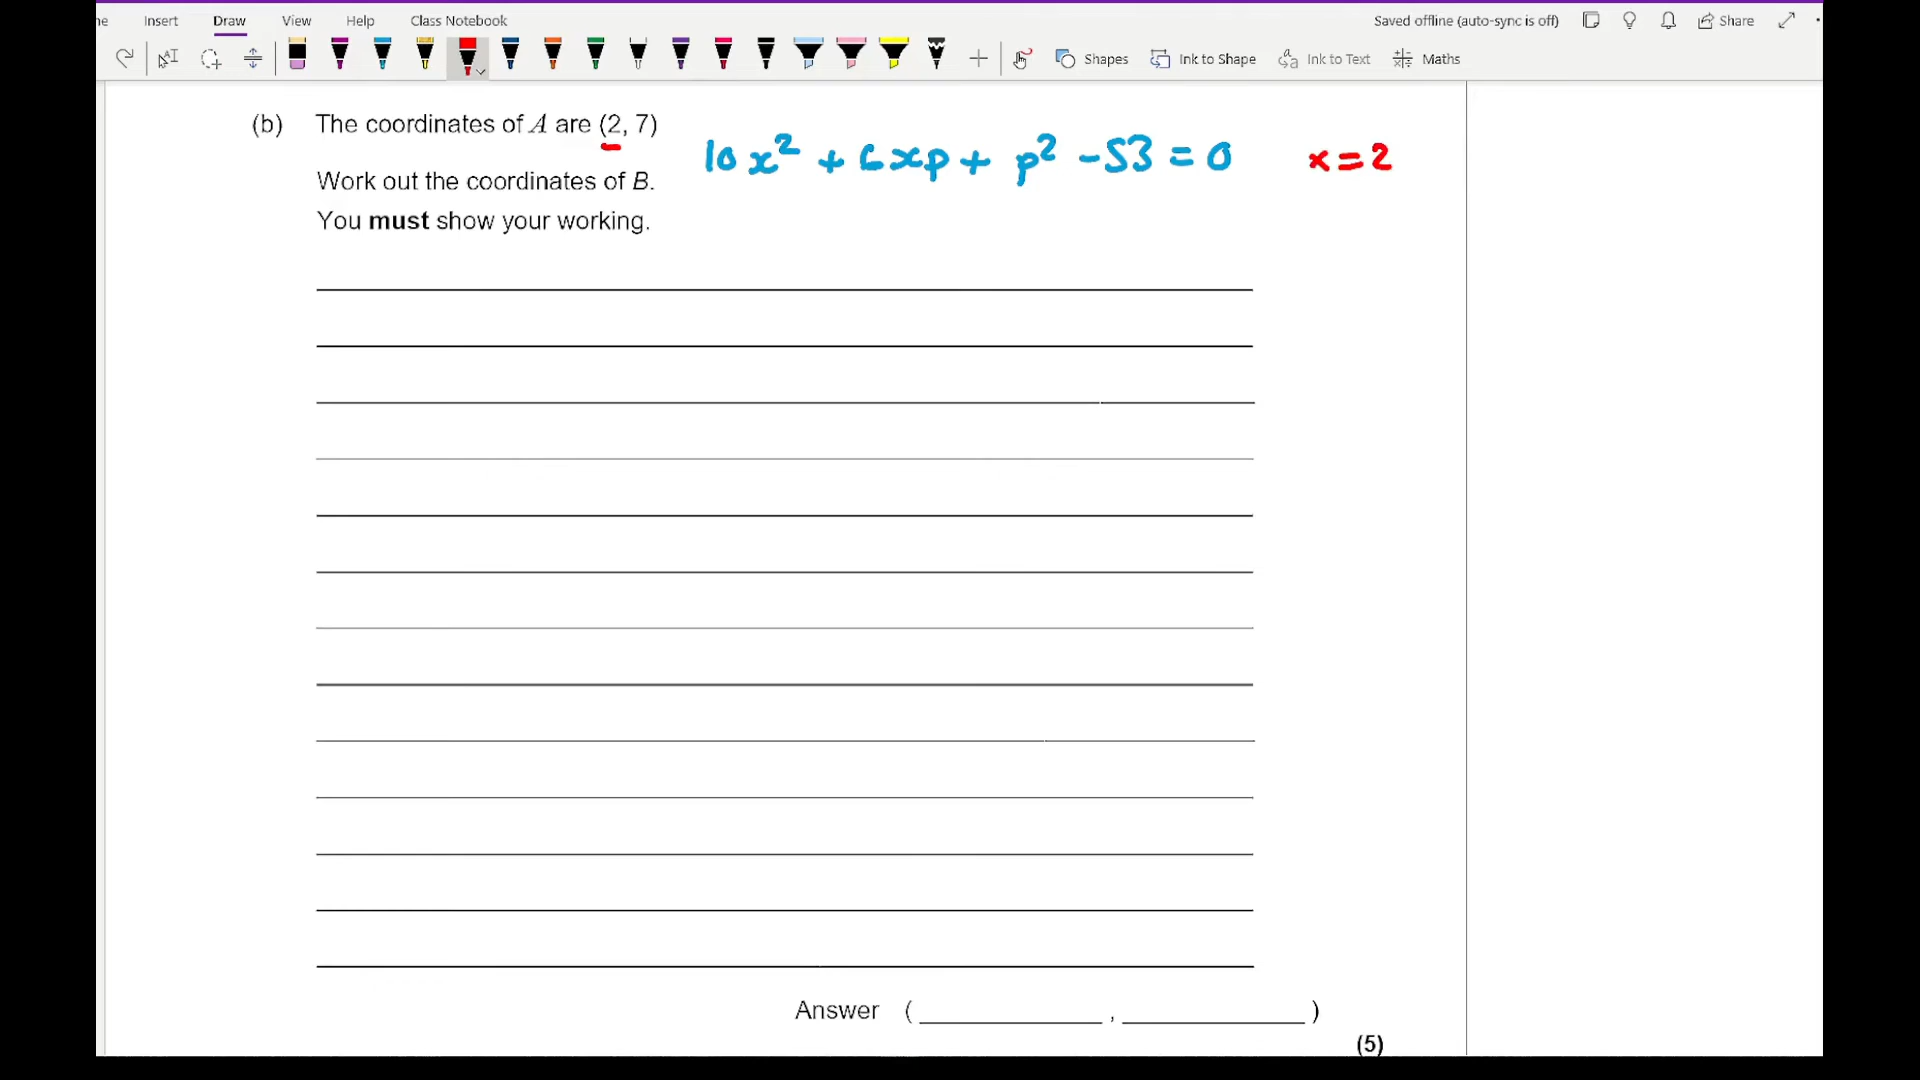 Insert Draw View Help Class Notebook Saved offline (auto-sync is off) Share
Shapes Ink to Shape Ink to Text Maths
(b) The coordinates of A are (2, 7)
10x² + 6xp + p² - 53 = 0 x = 2
Work out the coordinates of B.
You must show your working.
Answer ( ____________ , ____________ )
(5)